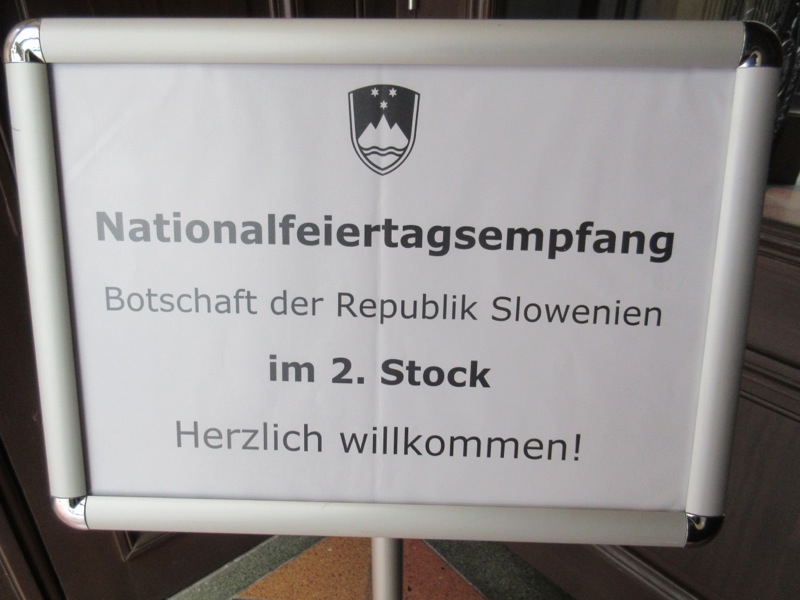 Nationalfeiertagsempfang
Botschaft der Republik Slowenien
im 2. Stock
Herzlich willkommen!